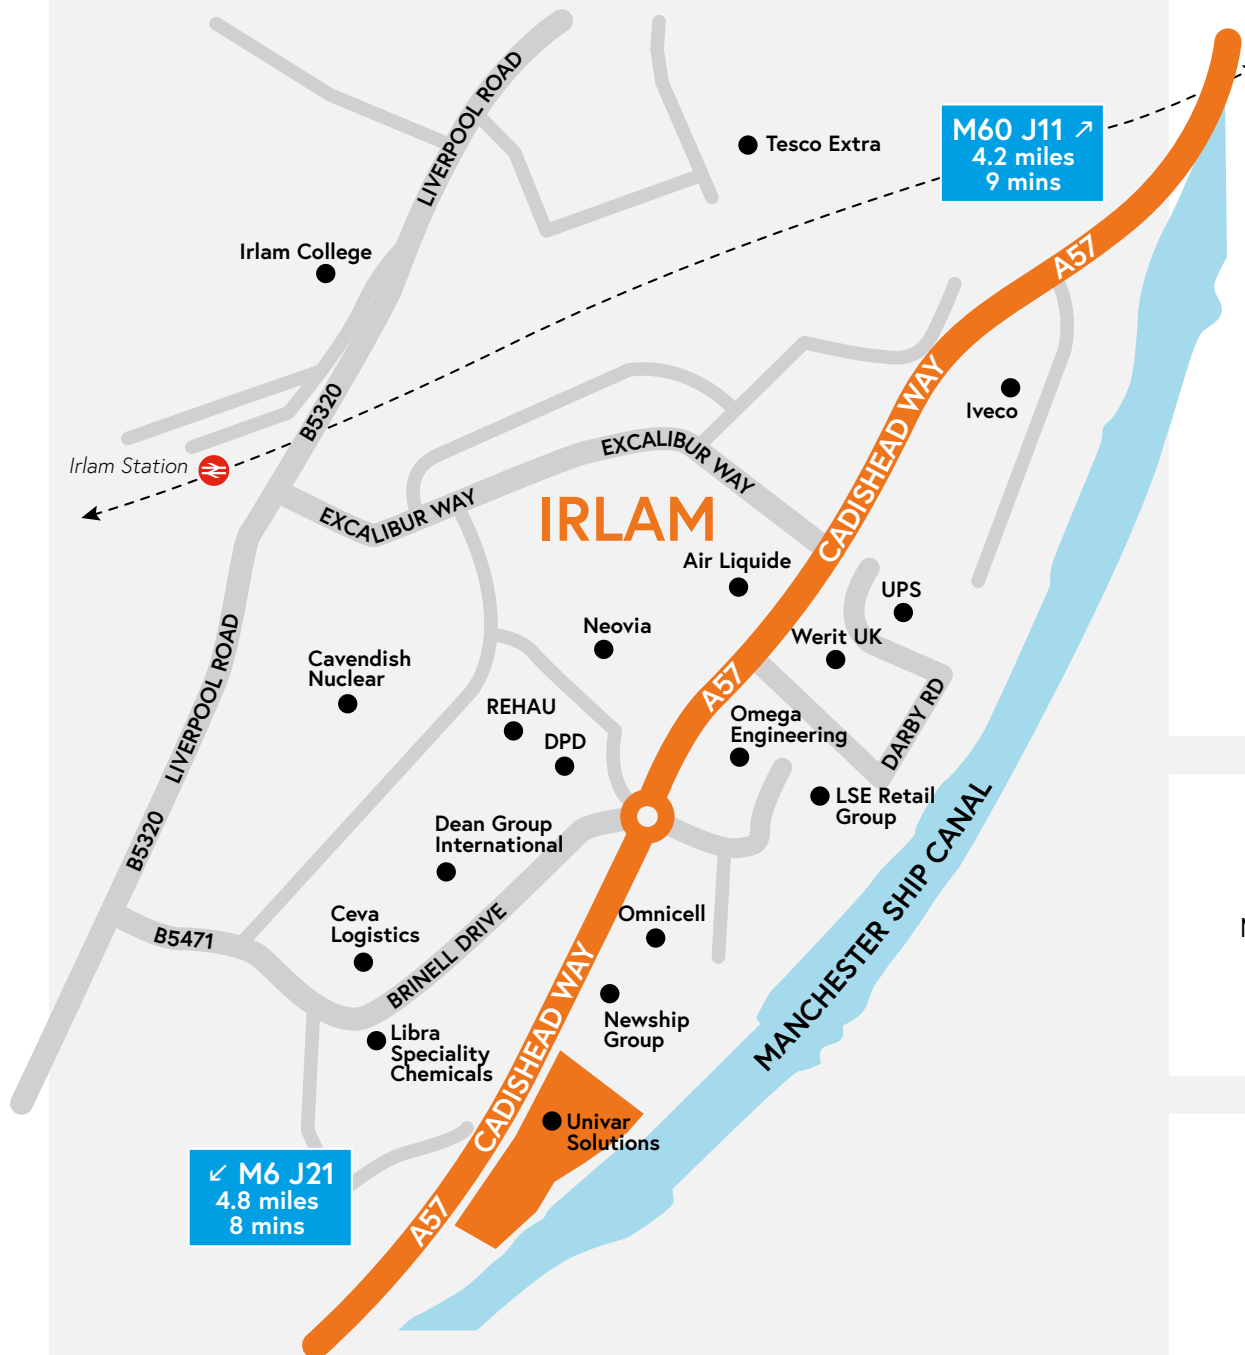 LIVERPOOL ROAD
Tesco Extra
M60 J11 ↗
4.2 miles
9 mins
A57
Irlam College
B5320
CADISHEAD WAY
Iveco
Irlam Station
EXCALIBUR WAY
EXCALIBUR WAY
IRLAM
Air Liquide
UPS
Neovia
Werit UK
LIVERPOOL ROAD
Cavendish
Nuclear
A57
REHAU
DPD
Omega
Engineering
DARBY RD
LSE Retail
Group
B5320
Dean Group
International
MANCHESTER SHIP CANAL
Ceva
Logistics
Omnicell
B5471
BRINELL DRIVE
CADISHEAD WAY
Newship
Group
Libra
Speciality
Chemicals
Univar
Solutions
↙ M6 J21
4.8 miles
8 mins
A57